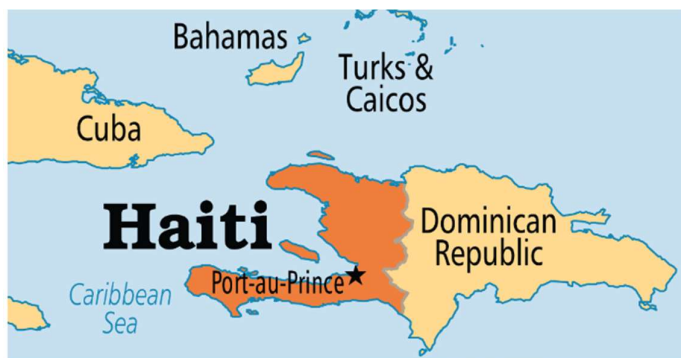 Bahamas
Turks &
Caicos
Cuba
Haiti
Dominican
Republic
Port-au-Prince
Caribbean
Sea